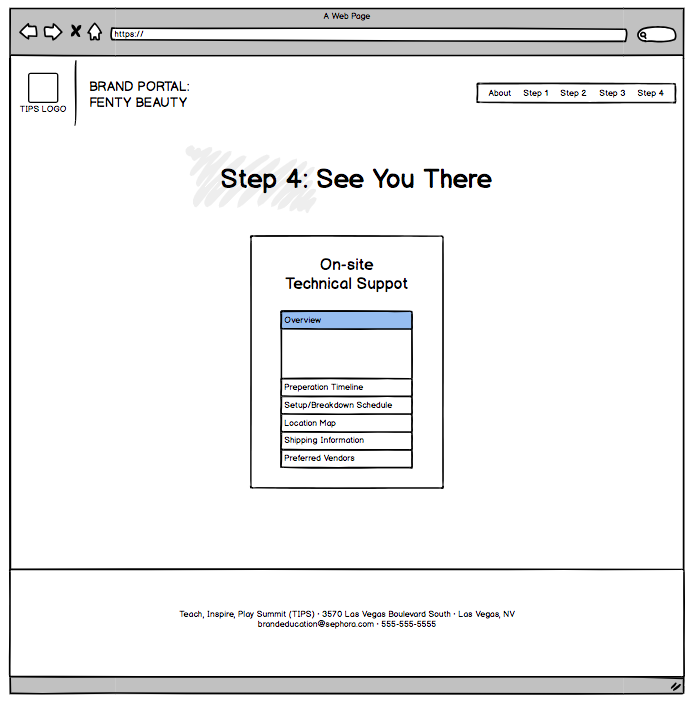 A Web Page
https://
TIPS LOGO
BRAND PORTAL:
FENTY BEAUTY
About Step 1 Step 2 Step 3 Step 4
Step 4: See You There
On-site
Technical Suppot
Overview
Preperation Timeline
Setup/Breakdown Schedule
Location Map
Shipping Information
Preferred Vendors
Teach, Inspire, Play Summit (TIPS) • 3570 Las Vegas Boulevard South • Las Vegas, NV
brandeducation@sephora.com • 555-555-5555